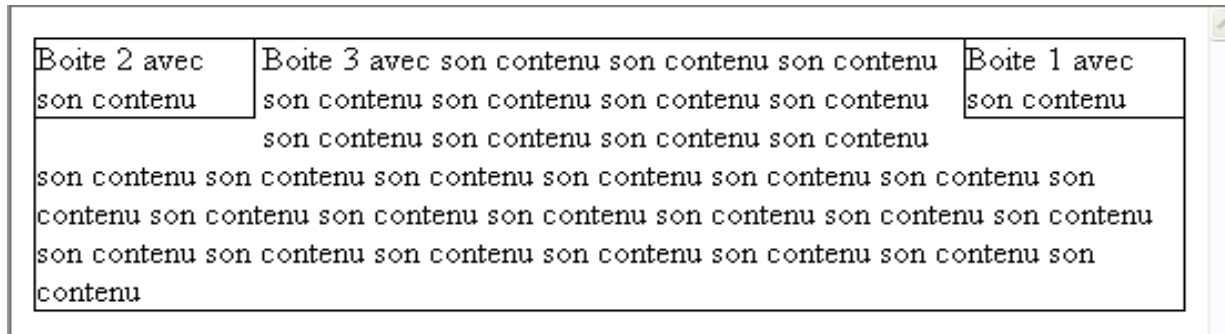 Boite 2 avec
son contenu
Boite 3 avec son contenu son contenu son contenu
son contenu son contenu son contenu son contenu
son contenu son contenu son contenu son contenu
son contenu son contenu son contenu son contenu son contenu son contenu son
contenu son contenu son contenu son contenu son contenu son contenu son contenu
son contenu son contenu son contenu son contenu son contenu son contenu son
contenu
Boite 1 avec
son contenu